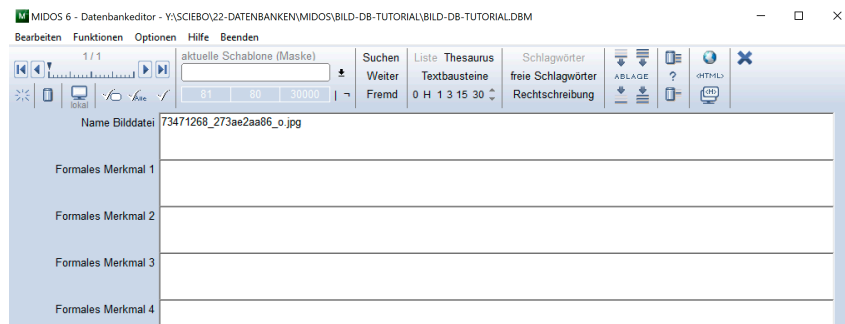 M MIDOS 6 - Datenbankeditor - Y:\SCIEBO\22-DATENBANKEN\MIDOS\BILD-DB-TUTORIAL\BILD-DB-TUTORIAL.DBM
Bearbeiten Funktionen Optionen Hilfe Beenden
1/1 aktuelle Schablone (Maske) Suchen Liste Thesaurus Schlagwörter
Weiter Textbausteine freie Schlagwörter ABLAGE ? <HTML>
lokal Alte 81 80 30000 | ¬ Fremd 0 H 1 3 15 30 Rechtschreibung <H>
Name Bilddatei 73471268_273ae2aa86_o.jpg
Formales Merkmal 1
Formales Merkmal 2
Formales Merkmal 3
Formales Merkmal 4